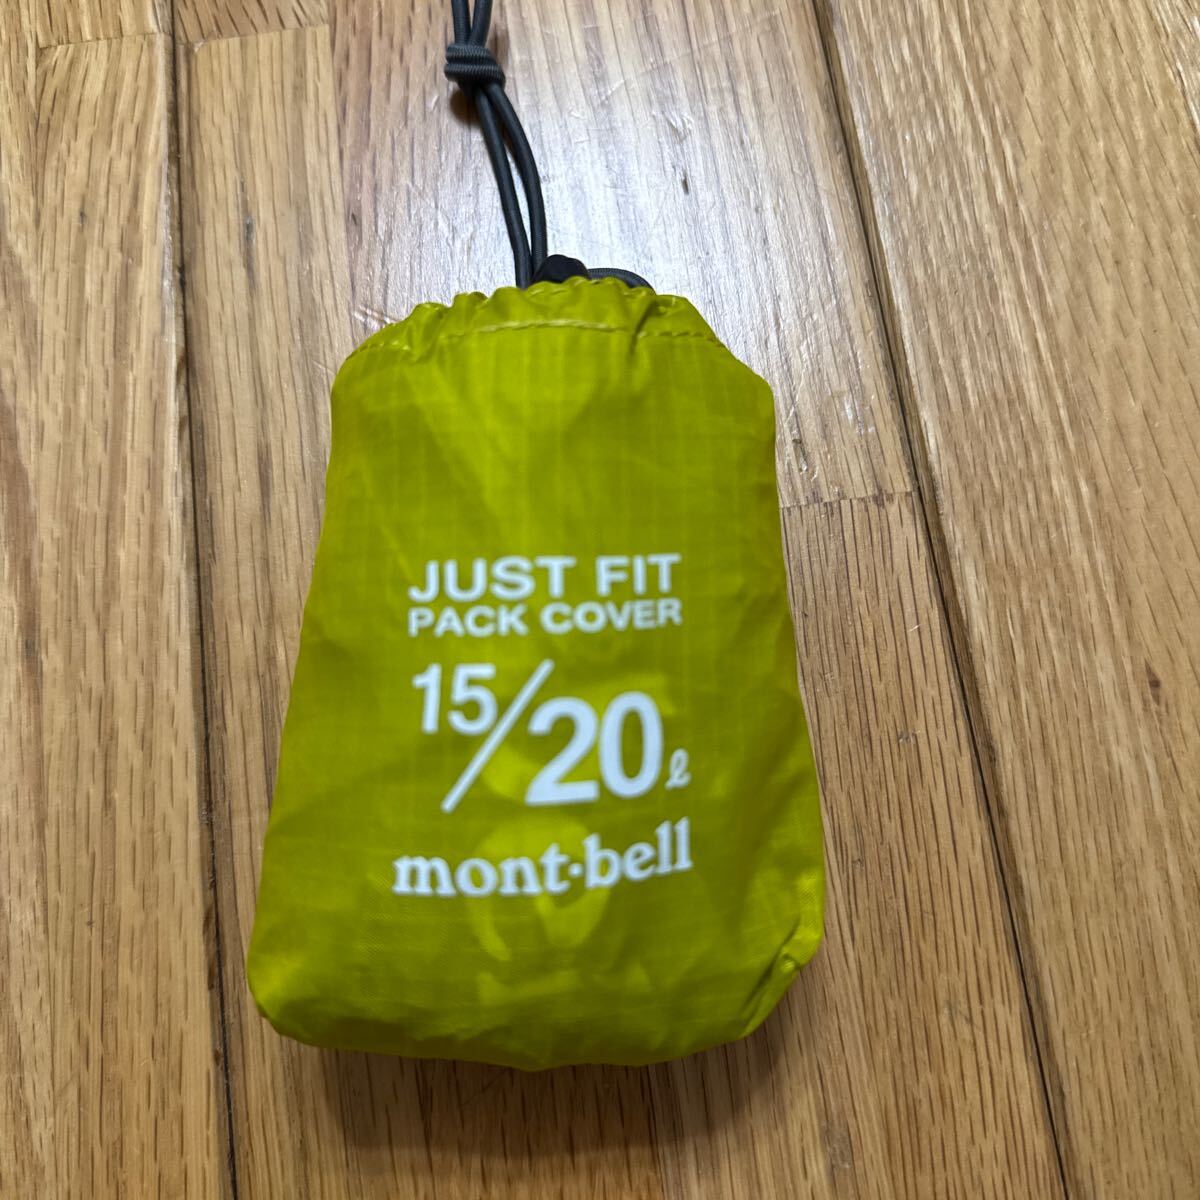 JUST FIT
PACK COVER
15/20ℓ
mont·bell